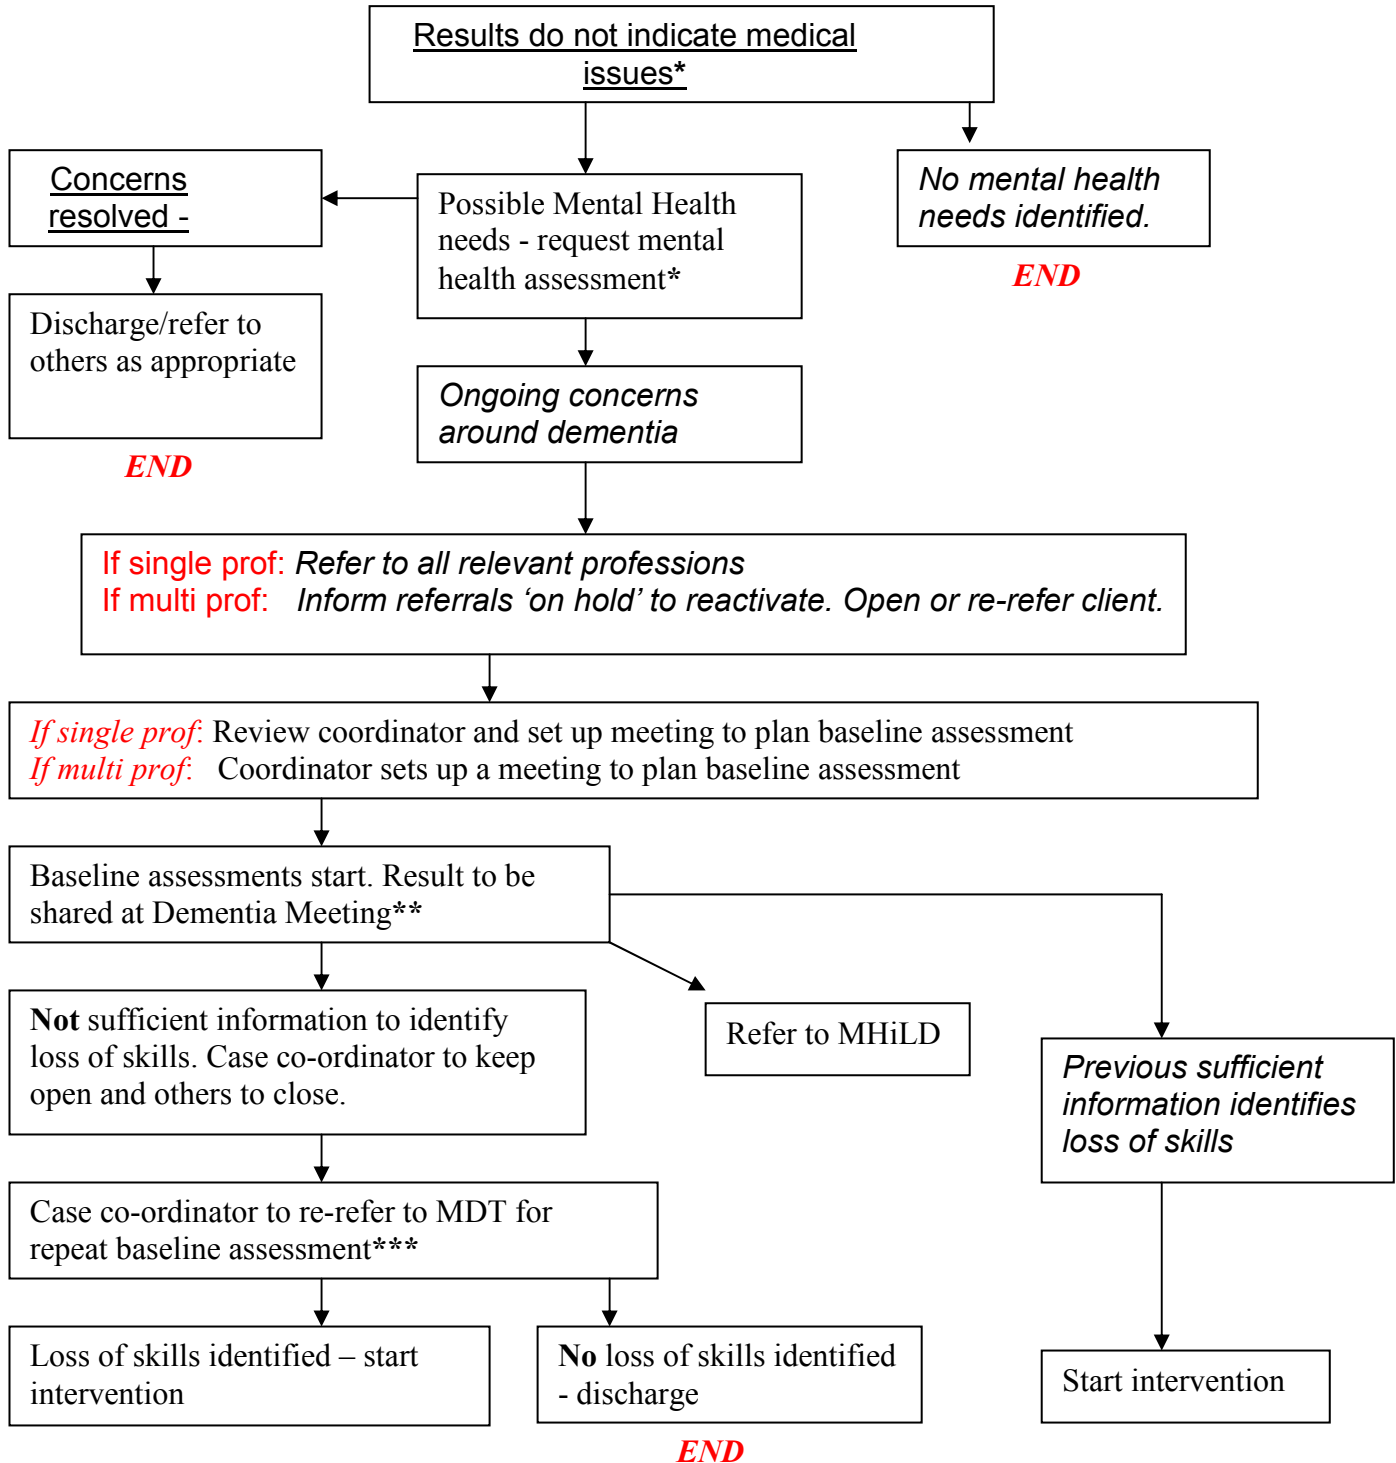 Results do not indicate medical
issues*
Concerns
resolved -
Possible Mental Health
needs - request mental
health assessment*
No mental health
needs identified.
END
Discharge/refer to
others as appropriate
END
Ongoing concerns
around dementia
If single prof: Refer to all relevant professions
If multi prof: Inform referrals ‘on hold’ to reactivate. Open or re-refer client.
If single prof: Review coordinator and set up meeting to plan baseline assessment
If multi prof: Coordinator sets up a meeting to plan baseline assessment
Baseline assessments start. Result to be
shared at Dementia Meeting**
Not sufficient information to identify
loss of skills. Case co-ordinator to keep
open and others to close.
Refer to MHiLD
Previous sufficient
information identifies
loss of skills
Case co-ordinator to re-refer to MDT for
repeat baseline assessment***
Loss of skills identified – start
intervention
No loss of skills identified
- discharge
END
Start intervention